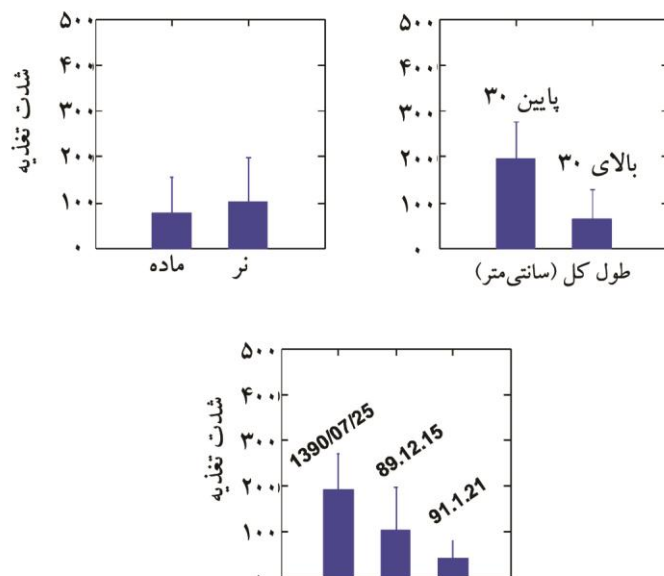 شدت تغذیه
۵۰۰
۴۰۰
۳۰۰
۲۰۰
۱۰۰
۰
ماده
نر
۵۰۰
۴۰۰
۳۰۰
۲۰۰
۱۰۰
۰
پایین ۳۰
بالای ۳۰
طول کل (سانتی‌متر)
شدت تغذیه
۵۰۰
۴۰۰
۳۰۰
۲۰۰
۱۰۰
1390/07/25
89.12.15
91.1.21